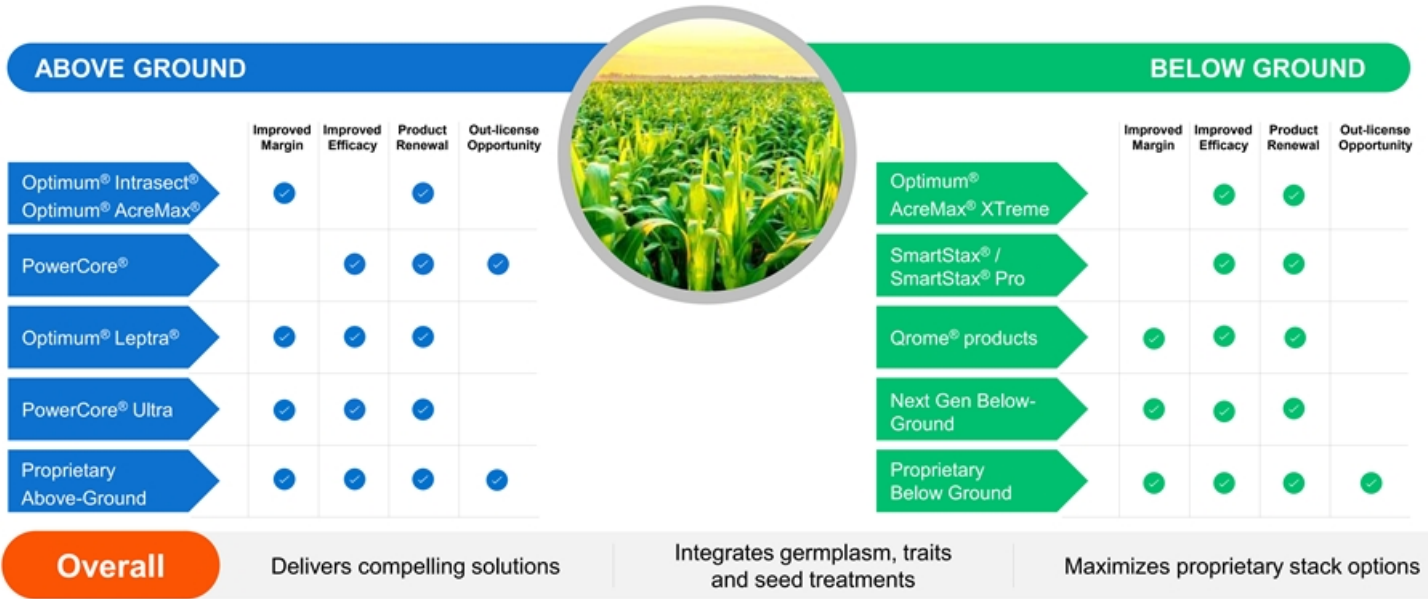 ABOVE GROUND
BELOW GROUND
Improved Margin
Improved Efficacy
Product Renewal
Out-license Opportunity
Optimum® Intrasect®
Optimum® AcreMax®
PowerCore®
Optimum® Leptra®
PowerCore® Ultra
Proprietary
Above-Ground
Improved Margin
Improved Efficacy
Product Renewal
Out-license Opportunity
Optimum®
AcreMax® XTreme
SmartStax® /
SmartStax® Pro
Qrome® products
Next Gen Below-
Ground
Proprietary
Below Ground
Overall
Delivers compelling solutions
Integrates germplasm, traits
and seed treatments
Maximizes proprietary stack options